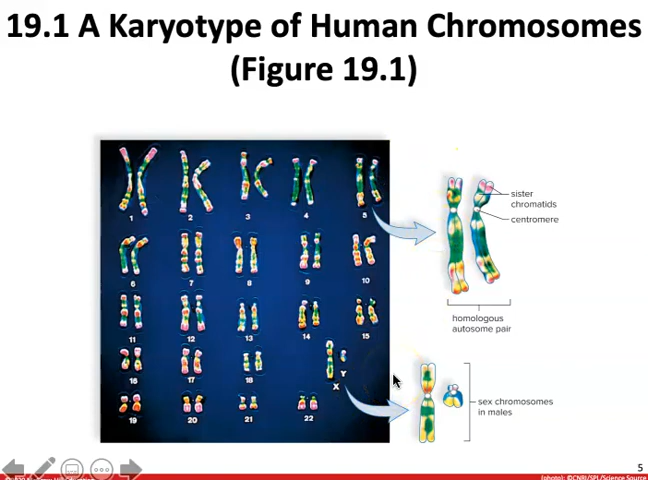 19.1 A Karyotype of Human Chromosomes
(Figure 19.1)
1 2 3 4 5
sister
chromatids
centromere
6 7 8 9 10
homologous
autosome pair
11 12 13 14 15
16 17 18
Y
X
sex chromosomes
in males
19 20 21 22
5
(photo): ©CNRI/SPL/Science Source